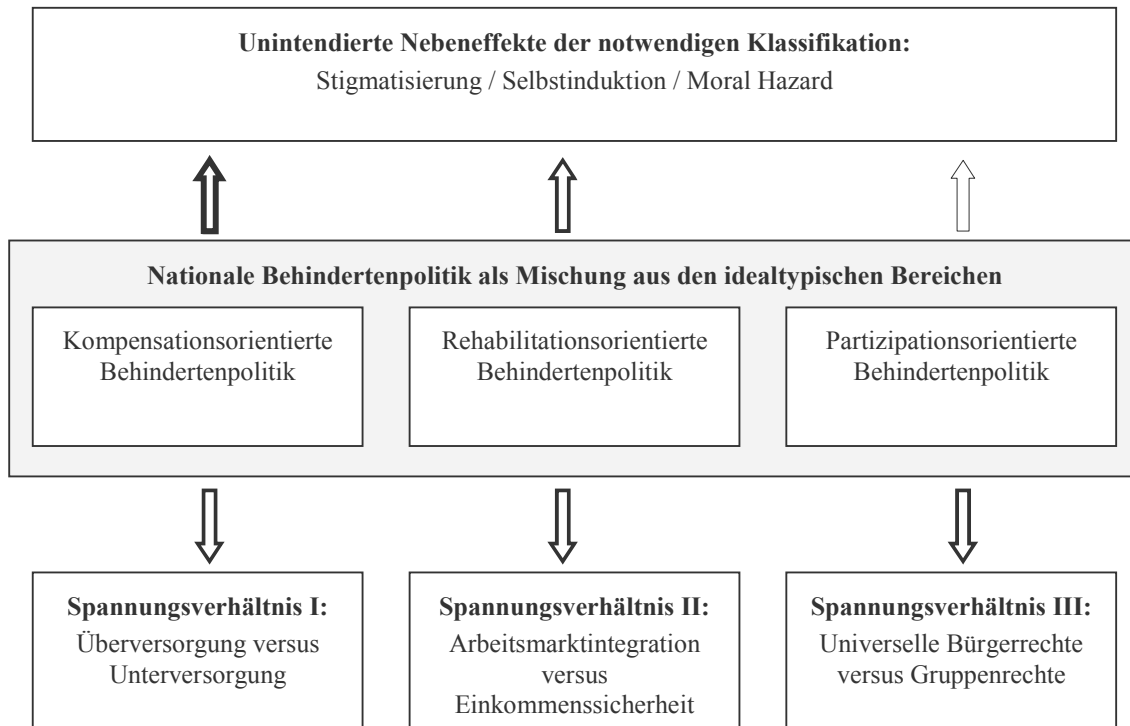 Unintendierte Nebeneffekte der notwendigen Klassifikation:
Stigmatisierung / Selbstinduktion / Moral Hazard
Nationale Behindertenpolitik als Mischung aus den idealtypischen Bereichen
Kompensationsorientierte
Behindertenpolitik
Rehabilitationsorientierte
Behindertenpolitik
Partizipationsorientierte
Behindertenpolitik
Spannungsverhältnis I:
Überversorgung versus
Unterversorgung
Spannungsverhältnis II:
Arbeitsmarktintegration
versus
Einkommenssicherheit
Spannungsverhältnis III:
Universelle Bürgerrechte
versus Gruppenrechte